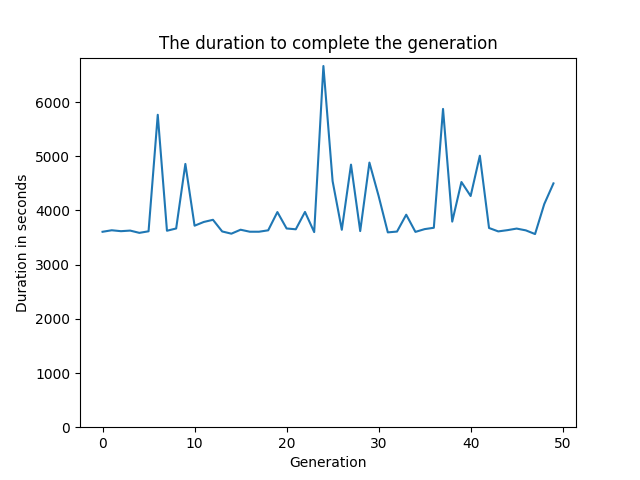 The duration to complete the generation
6000
5000
4000
3000
2000
1000
0
Duration in seconds
0 10 20 30 40 50
Generation